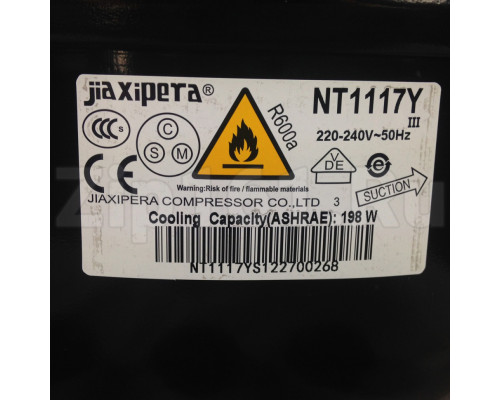 jiaxipera®
NT1117Y
III
220-240V~50Hz
R600a
CCC S
C
S M
CE
VDE
e
SUCTION
Warning:Risk of fire / flammable materials
JIAXIPERA COMPRESSOR CO.,LTD 3
Cooling Capacity(ASHRAE): 198 W
NT1117YS122700268